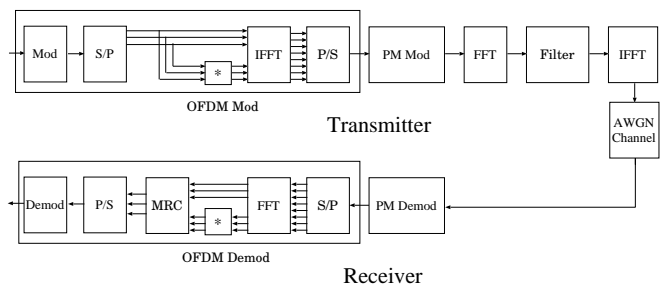 Mod
S/P
*
IFFT
P/S
PM Mod
FFT
Filter
IFFT
OFDM Mod
Transmitter
AWGN
Channel
Demod
P/S
MRC
*
FFT
S/P
PM Demod
OFDM Demod
Receiver